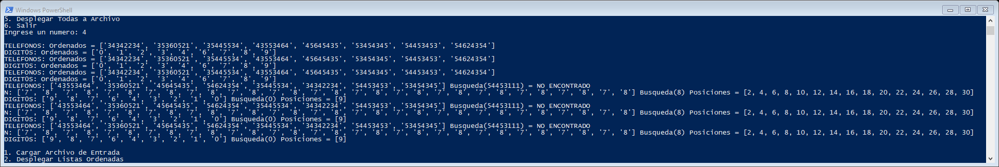 Windows PowerShell
5. Desplegar Todas a Archivo
6. Salir
Ingrese un numero: 4
TELEFONOS: Ordenados = ['34342234', '35360521', '35445534', '43553464', '45645435', '53454345', '54453453', '54624354']
DIGITOS: Ordenados = ['0', '1', '2', '3', '4', '6', '7', '8', '9']
TELEFONOS: Ordenados = ['34342234', '35360521', '35445534', '43553464', '45645435', '53454345', '54453453', '54624354']
DIGITOS: Ordenados = ['0', '1', '2', '3', '4', '6', '7', '8', '9']
TELEFONOS: Ordenados = ['34342234', '35360521', '35445534', '43553464', '45645435', '53454345', '54453453', '54624354']
DIGITOS: Ordenados = ['0', '1', '2', '3', '4', '6', '7', '8', '9']
TELEFONOS: ['43553464', '35360521', '45645435', '54624354', '35445534', '34342234', '54453453', '53454345'] Busqueda(54453111) = NO ENCONTRADO
N: ['7', '8', '7', '8', '7', '8', '7', '8', '7', '8', '7', '8', '7', '8', '7', '8', '7', '8', '7', '8', '7', '8', '7', '8', '7', '8', '7', '8', '7', '8'] Busqueda(8) Posiciones = [2, 4, 6, 8, 10, 12, 14, 16, 18, 20, 22, 24, 26, 28, 30]
DIGITOS: ['9', '8', '7', '6', '4', '3', '2', '1', '0'] Busqueda(0) Posiciones = [9]
TELEFONOS: ['43553464', '35360521', '45645435', '54624354', '35445534', '34342234', '54453453', '53454345'] Busqueda(54453111) = NO ENCONTRADO
N: ['7', '8', '7', '8', '7', '8', '7', '8', '7', '8', '7', '8', '7', '8', '7', '8', '7', '8', '7', '8', '7', '8', '7', '8', '7', '8', '7', '8', '7', '8'] Busqueda(8) Posiciones = [2, 4, 6, 8, 10, 12, 14, 16, 18, 20, 22, 24, 26, 28, 30]
DIGITOS: ['9', '8', '7', '6', '4', '3', '2', '1', '0'] Busqueda(0) Posiciones = [9]
TELEFONOS: ['43553464', '35360521', '45645435', '54624354', '35445534', '34342234', '54453453', '53454345'] Busqueda(54453111) = NO ENCONTRADO
N: ['7', '8', '7', '8', '7', '8', '7', '8', '7', '8', '7', '8', '7', '8', '7', '8', '7', '8', '7', '8', '7', '8', '7', '8', '7', '8', '7', '8', '7', '8'] Busqueda(8) Posiciones = [2, 4, 6, 8, 10, 12, 14, 16, 18, 20, 22, 24, 26, 28, 30]
DIGITOS: ['9', '8', '7', '6', '4', '3', '2', '1', '0'] Busqueda(0) Posiciones = [9]
1. Cargar Archivo de Entrada
2. Desplegar Listas Ordenadas